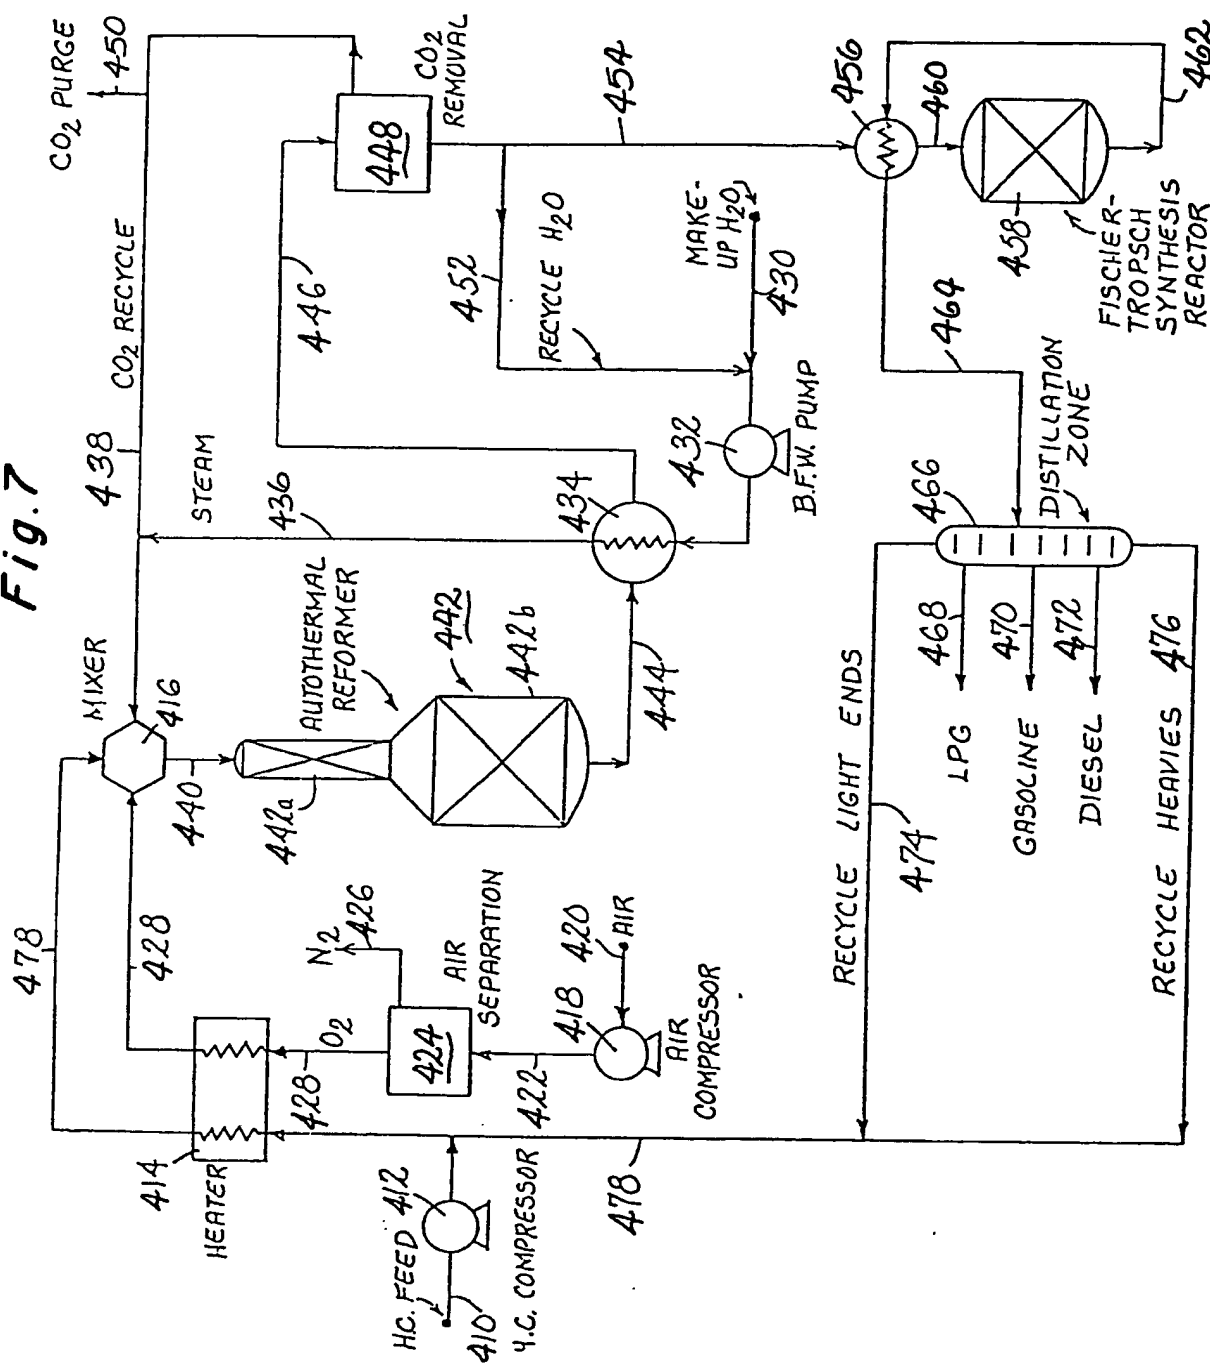 Fig.7
CO2 PURGE
450
CO2 RECYCLE
438
STEAM
436
MIXER
416
478
428
440
AUTOTHERMAL
REFORMER
442
442a
442b
444
434
446
448
CO2
REMOVAL
452
RECYCLE H2O
454
MAKE-
UP H2O
430
432
B.F.W. PUMP
456
460
462
458
FISCHER-
TROPSCH
SYNTHESIS
REACTOR
464
466
DISTILLATION
ZONE
468
LPG
470
GASOLINE
472
DIESEL
RECYCLE LIGHT ENDS
474
RECYCLE HEAVIES
476
414
HEATER
428
O2
N2
426
424
AIR
SEPARATION
422
418
420
AIR
AIR
COMPRESSOR
H.C. FEED
412
410
H.C. COMPRESSOR
478